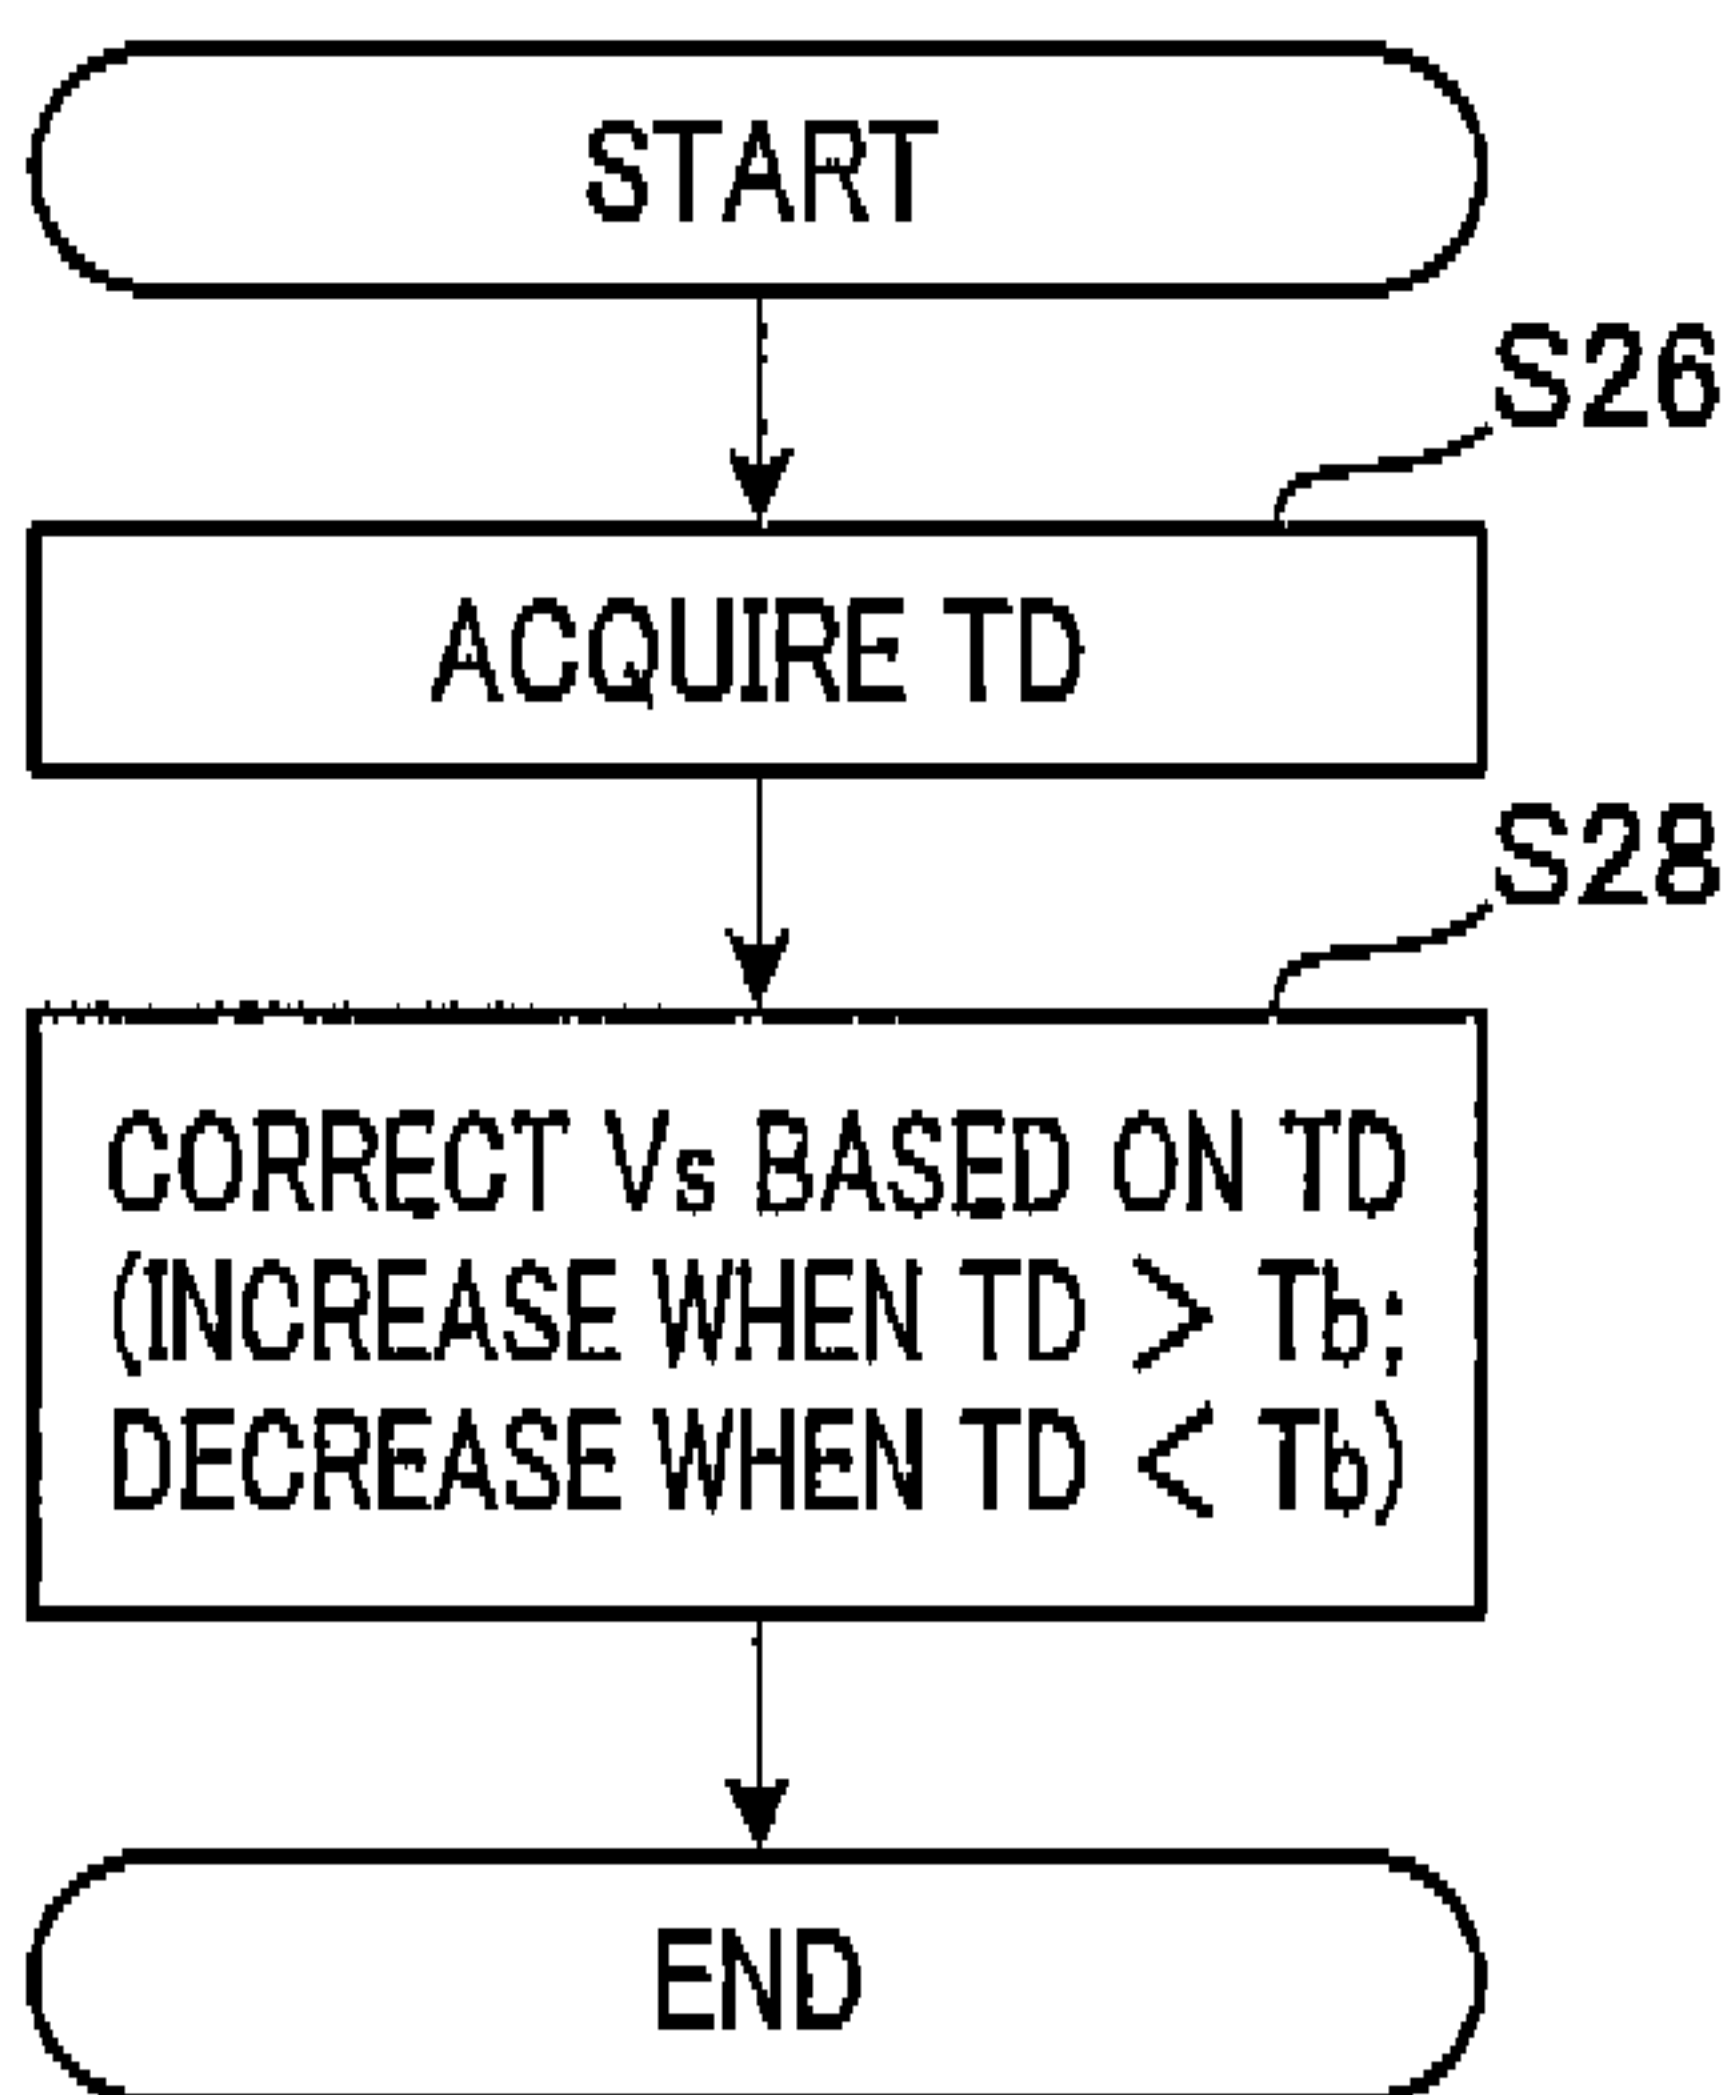 START
S26
ACQUIRE TD
S28
CORRECT Vs BASED ON TD
(INCREASE WHEN TD > Tb;
DECREASE WHEN TD < Tb)
END